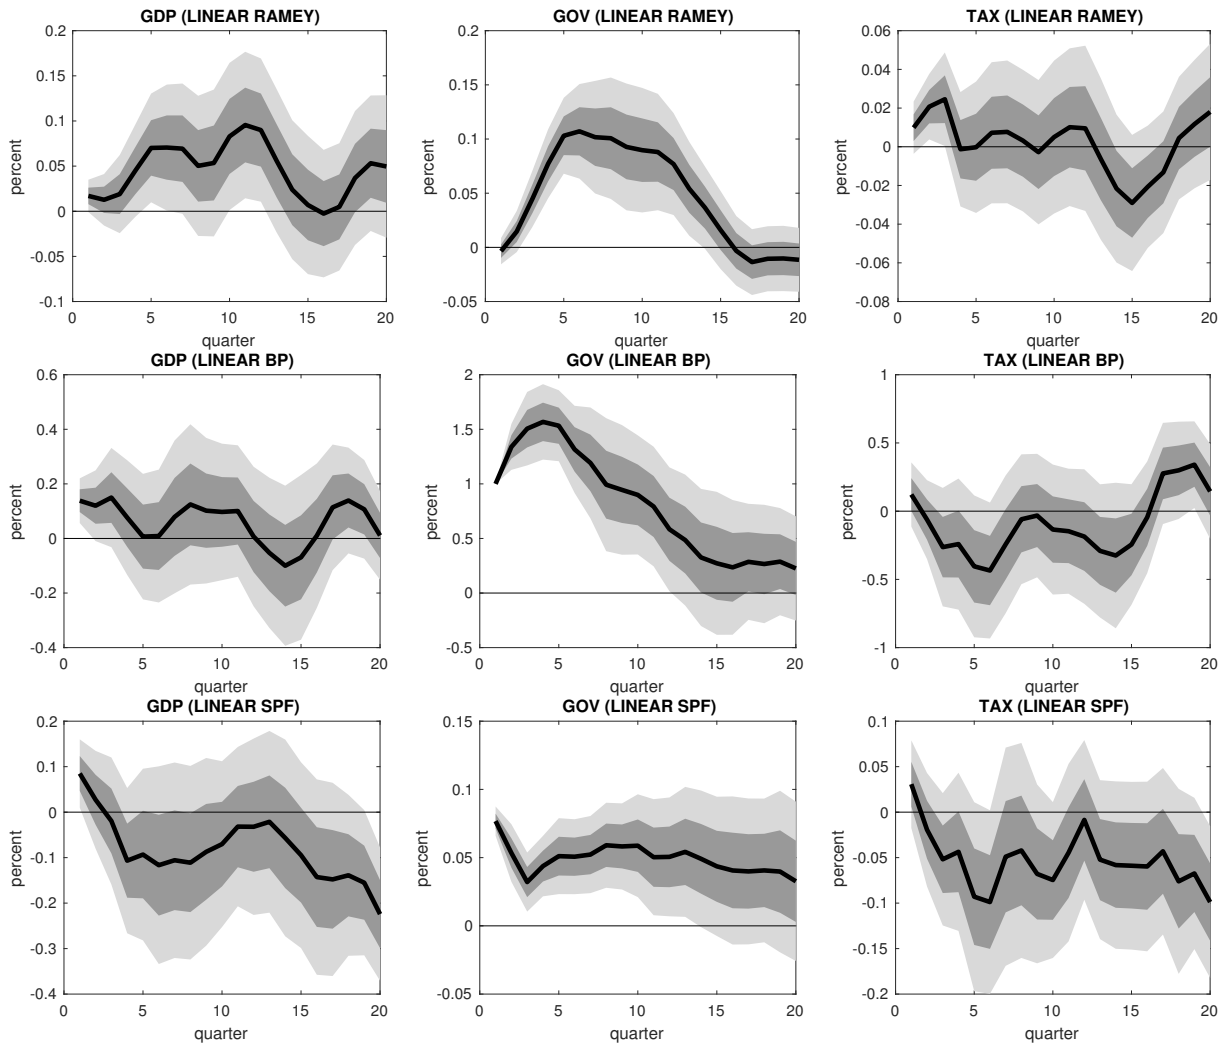 GDP (LINEAR RAMEY)
percent
0.2
0.15
0.1
0.05
0
-0.05
-0.1
0 5 10 15 20
quarter
GOV (LINEAR RAMEY)
percent
0.2
0.15
0.1
0.05
0
-0.05
0 5 10 15 20
quarter
TAX (LINEAR RAMEY)
percent
0.06
0.04
0.02
0
-0.02
-0.04
-0.06
-0.08
0 5 10 15 20
quarter
GDP (LINEAR BP)
percent
0.6
0.4
0.2
0
-0.2
-0.4
0 5 10 15 20
quarter
GOV (LINEAR BP)
percent
2
1.5
1
0.5
0
-0.5
0 5 10 15 20
quarter
TAX (LINEAR BP)
percent
1
0.5
0
-0.5
-1
0 5 10 15 20
quarter
GDP (LINEAR SPF)
percent
0.2
0.1
0
-0.1
-0.2
-0.3
-0.4
0 5 10 15 20
quarter
GOV (LINEAR SPF)
percent
0.15
0.1
0.05
0
-0.05
0 5 10 15 20
quarter
TAX (LINEAR SPF)
percent
0.1
0.05
0
-0.05
-0.1
-0.15
-0.2
0 5 10 15 20
quarter